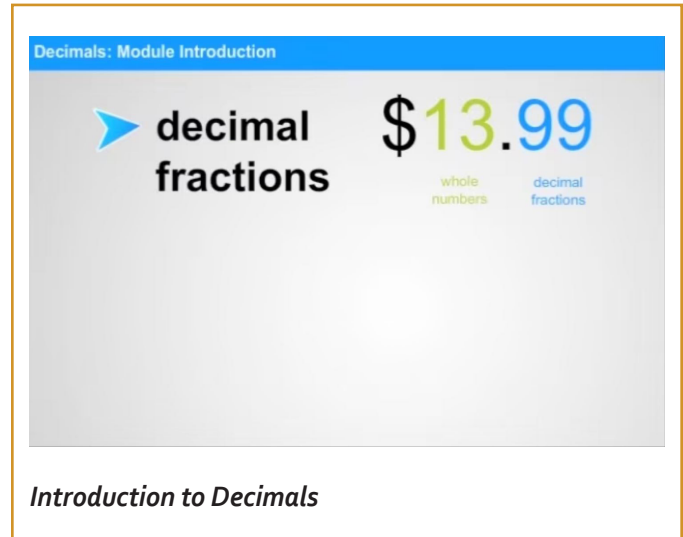 Decimals: Module Introduction
decimal
fractions
$13.99
whole
numbers
decimal
fractions
Introduction to Decimals